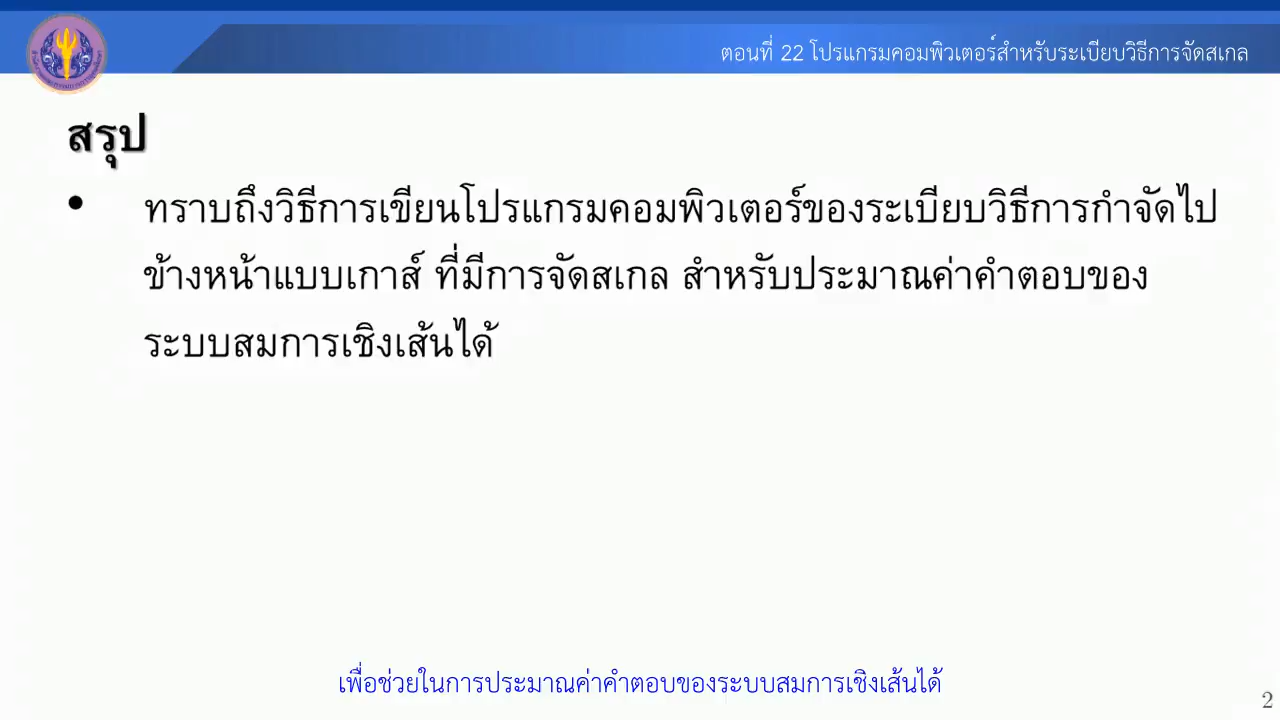 ตอนที่ 22 โปรแกรมคอมพิวเตอร์สำหรับระเบียบวิธีการจัดสเกล
สรุป
• ทราบถึงวิธีการเขียนโปรแกรมคอมพิวเตอร์ของระเบียบวิธีการกำจัดไป
ข้างหน้าแบบเกาส์ ที่มีการจัดสเกล สำหรับประมาณค่าคำตอบของ
ระบบสมการเชิงเส้นได้
เพื่อช่วยในการประมาณค่าคำตอบของระบบสมการเชิงเส้นได้
2